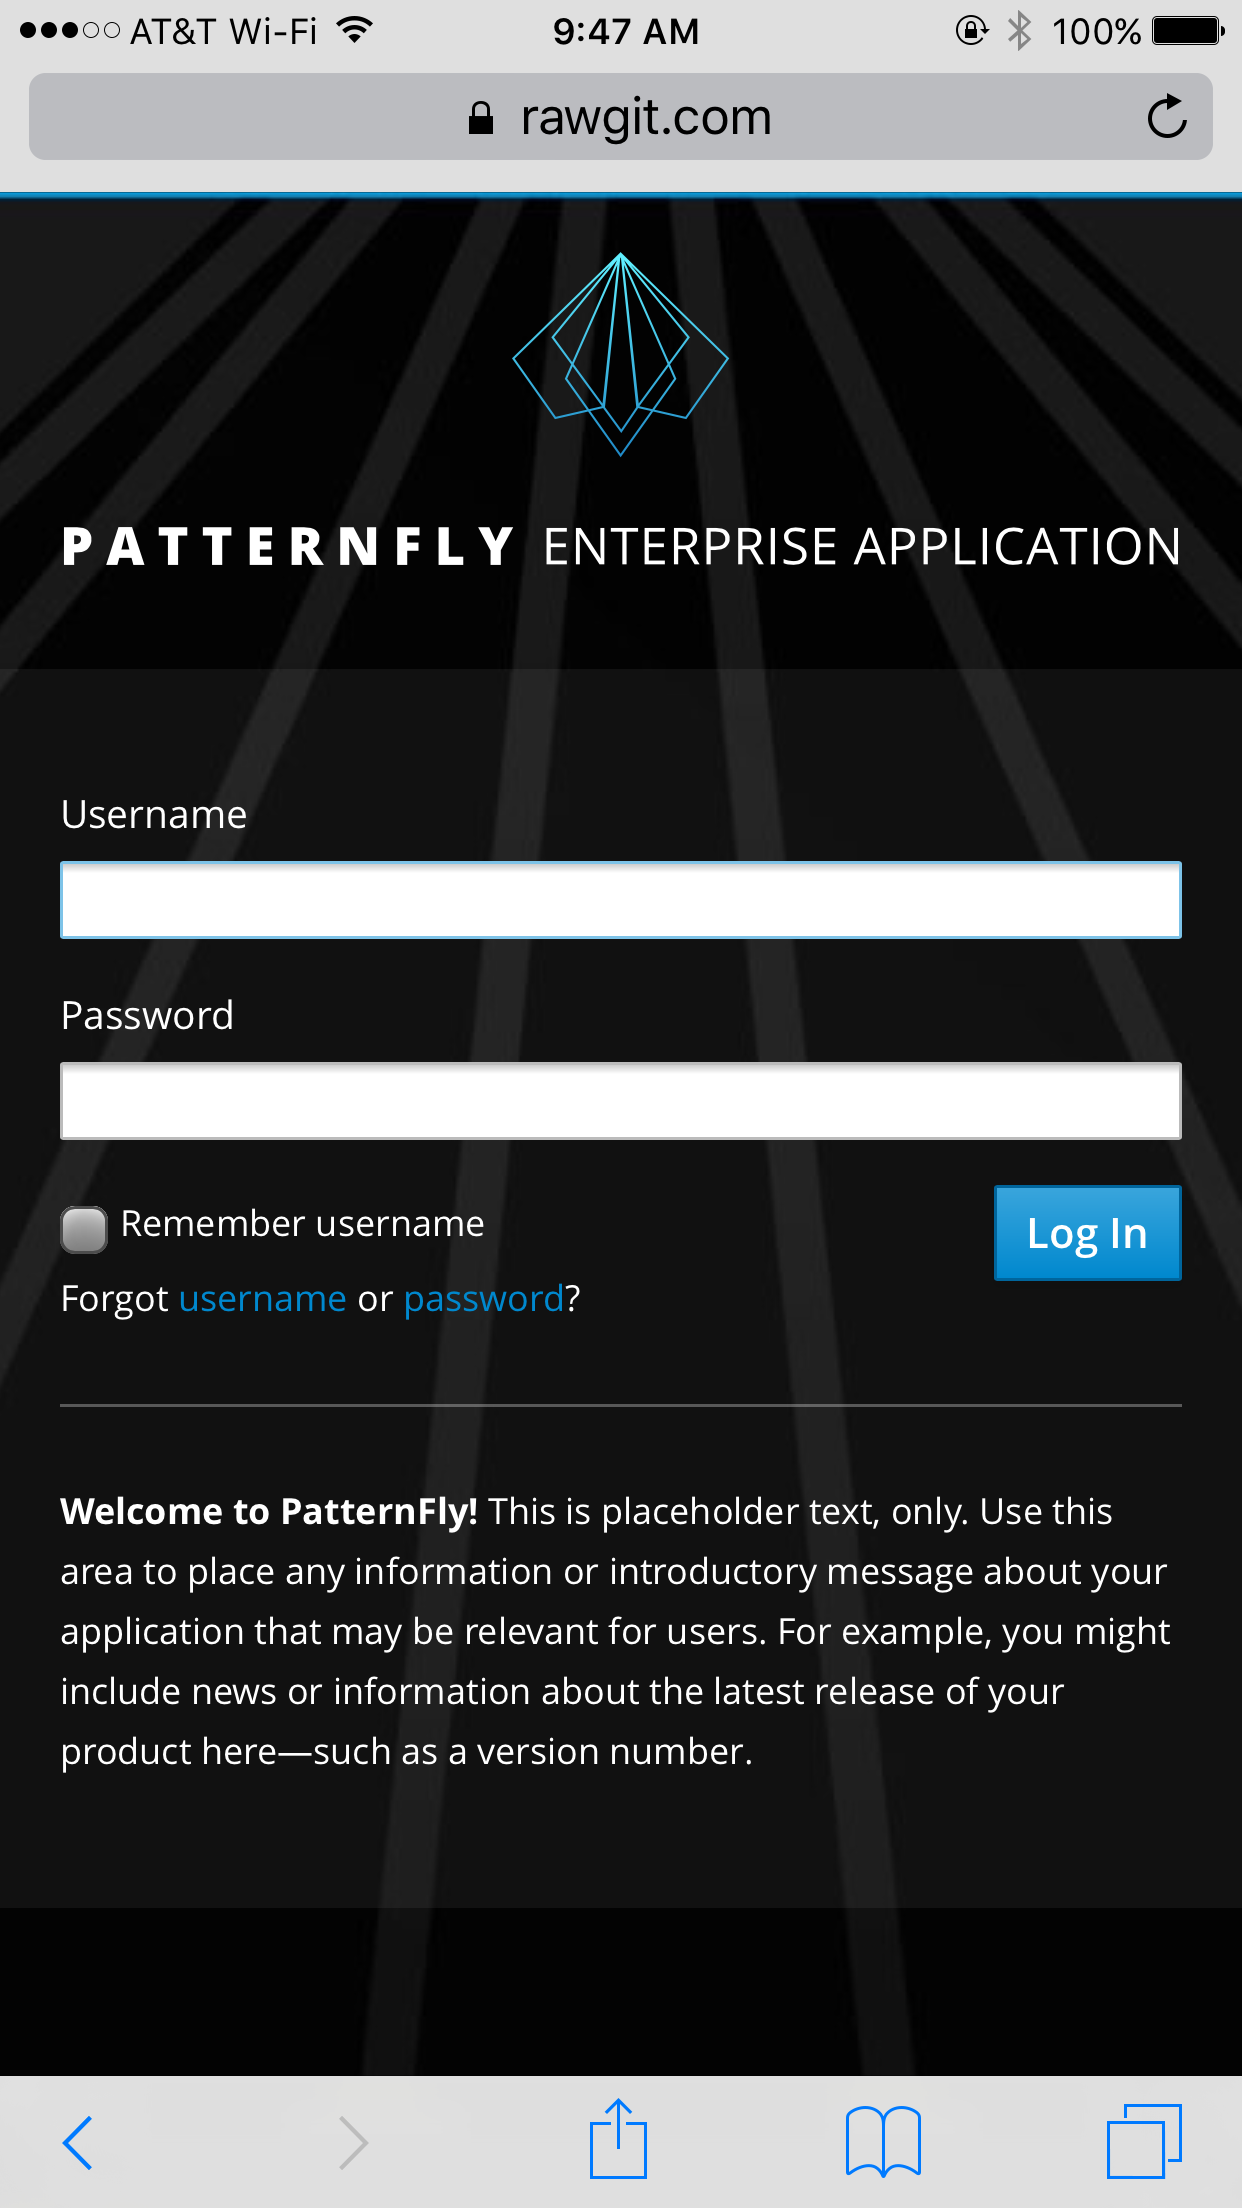 AT&T Wi-Fi 9:47 AM 100%
rawgit.com
PATTERNFLY ENTERPRISE APPLICATION
Username
Password
Remember username
Log In
Forgot username or password?
Welcome to PatternFly! This is placeholder text, only. Use this
area to place any information or introductory message about your
application that may be relevant for users. For example, you might
include news or information about the latest release of your
product here—such as a version number.